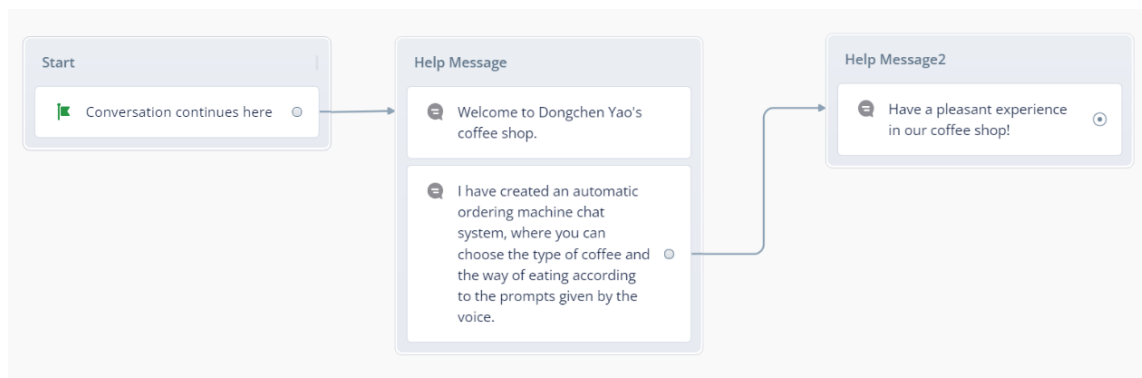 Start
Conversation continues here
Help Message
Welcome to Dongchen Yao's
coffee shop.
I have created an automatic
ordering machine chat
system, where you can
choose the type of coffee and
the way of eating according
to the prompts given by the
voice.
Help Message2
Have a pleasant experience
in our coffee shop!